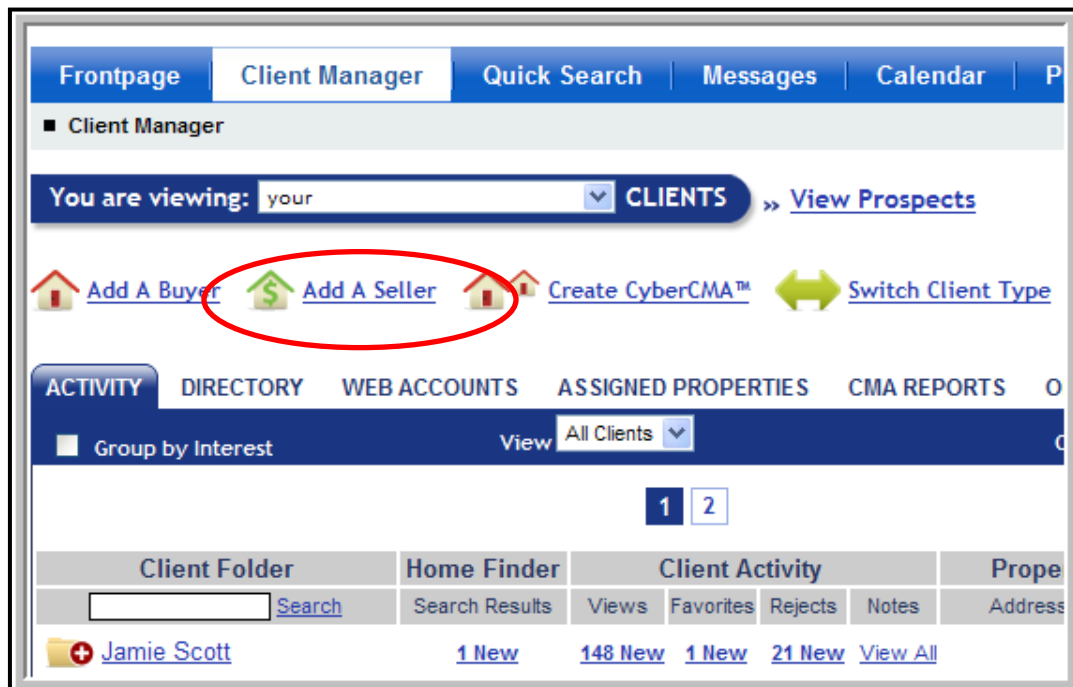 Frontpage Client Manager Quick Search Messages Calendar P
Client Manager
You are viewing: your CLIENTS » View Prospects
Add A Buyer Add A Seller Create CyberCMA™ Switch Client Type
ACTIVITY DIRECTORY WEB ACCOUNTS ASSIGNED PROPERTIES CMA REPORTS O
Group by Interest View All Clients
1 2
Client Folder Home Finder Client Activity Prope
Search Search Results Views Favorites Rejects Notes Address
Jamie Scott 1 New 148 New 1 New 21 New View All